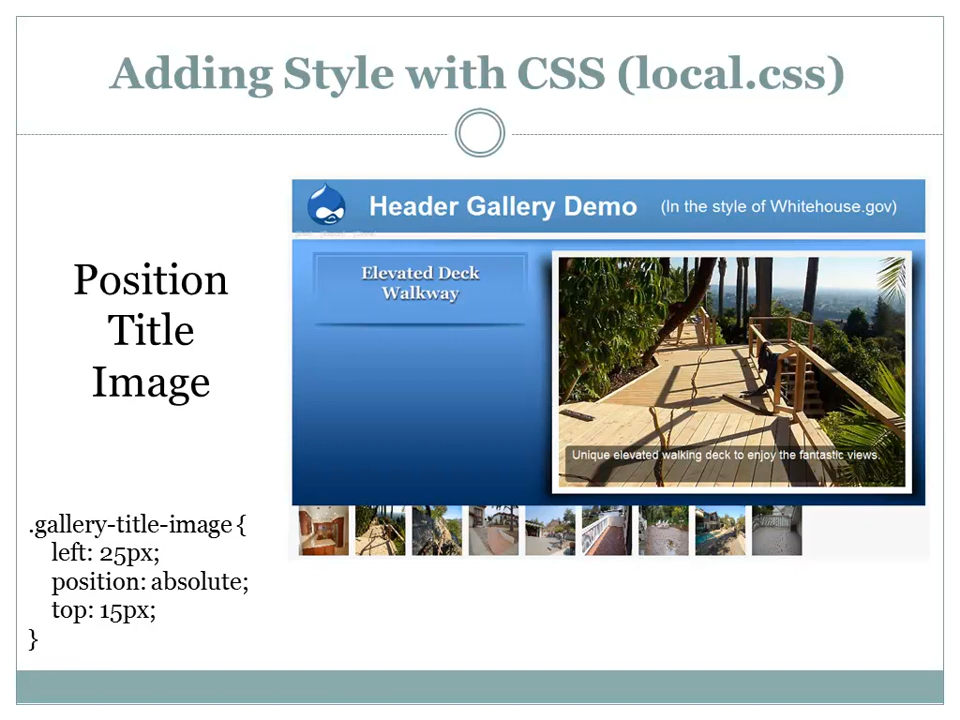 Adding Style with CSS (local.css)
Header Gallery Demo (In the style of Whitehouse.gov)
Elevated Deck
Walkway
Unique elevated walking deck to enjoy the fantastic views.
Position
Title
Image
.gallery-title-image {
left: 25px;
position: absolute;
top: 15px;
}